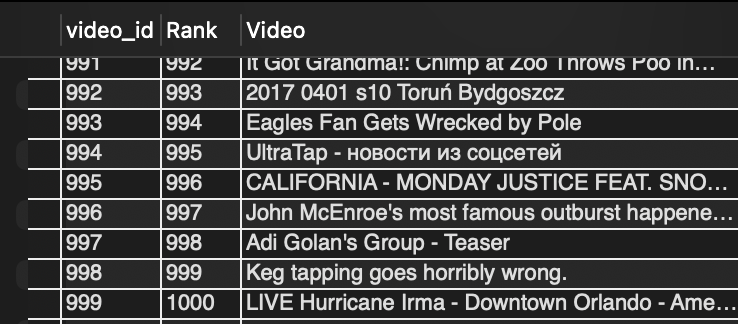 video_id Rank Video
991 992 It Got Grandma!: Chimp at Zoo Throws Poo in…
992 993 2017 0401 s10 Toruń Bydgoszcz
993 994 Eagles Fan Gets Wrecked by Pole
994 995 UltraTap - новости из соцсетей
995 996 CALIFORNIA - MONDAY JUSTICE FEAT. SNO…
996 997 John McEnroe's most famous outburst happene…
997 998 Adi Golan's Group - Teaser
998 999 Keg tapping goes horribly wrong.
999 1000 LIVE Hurricane Irma - Downtown Orlando - Ame…